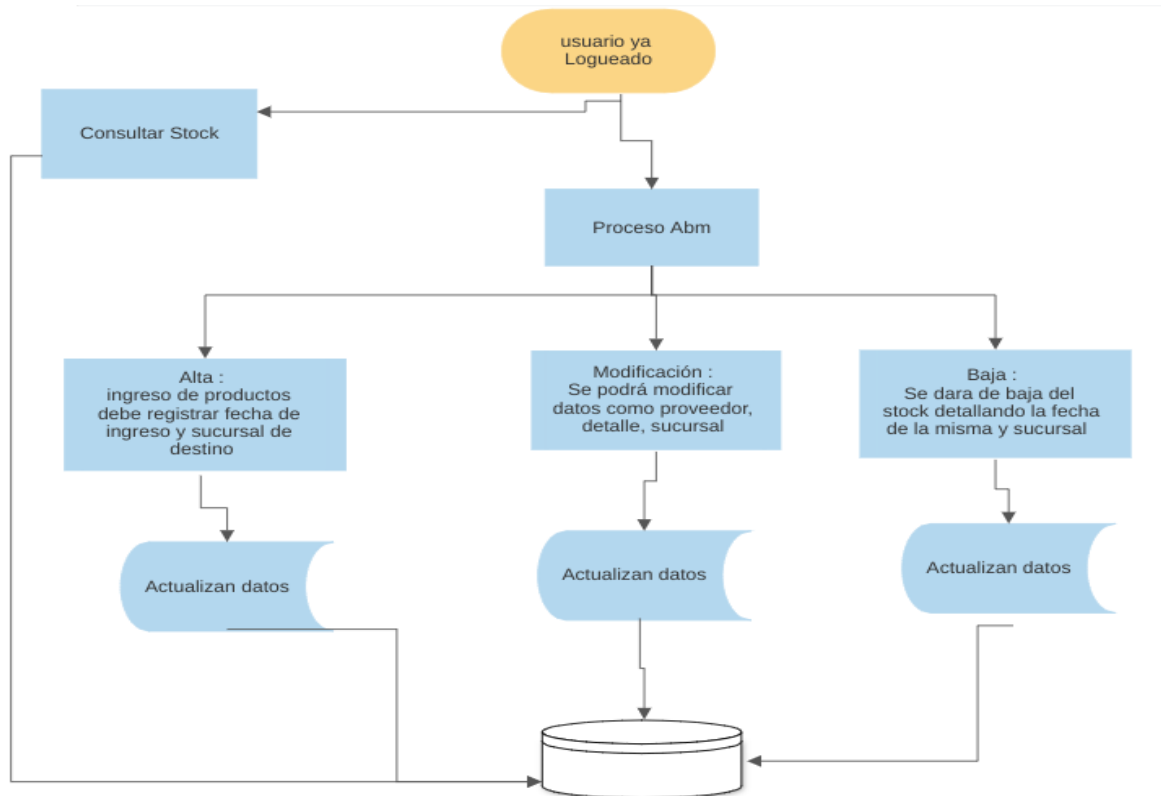 usuario ya
Logueado
Consultar Stock
Proceso Abm
Alta :
ingreso de productos
debe registrar fecha de
ingreso y sucursal de
destino
Modificación :
Se podrá modificar
datos como proveedor,
detalle, sucursal
Baja :
Se dara de baja del
stock detallando la fecha
de la misma y sucursal
Actualizan datos
Actualizan datos
Actualizan datos